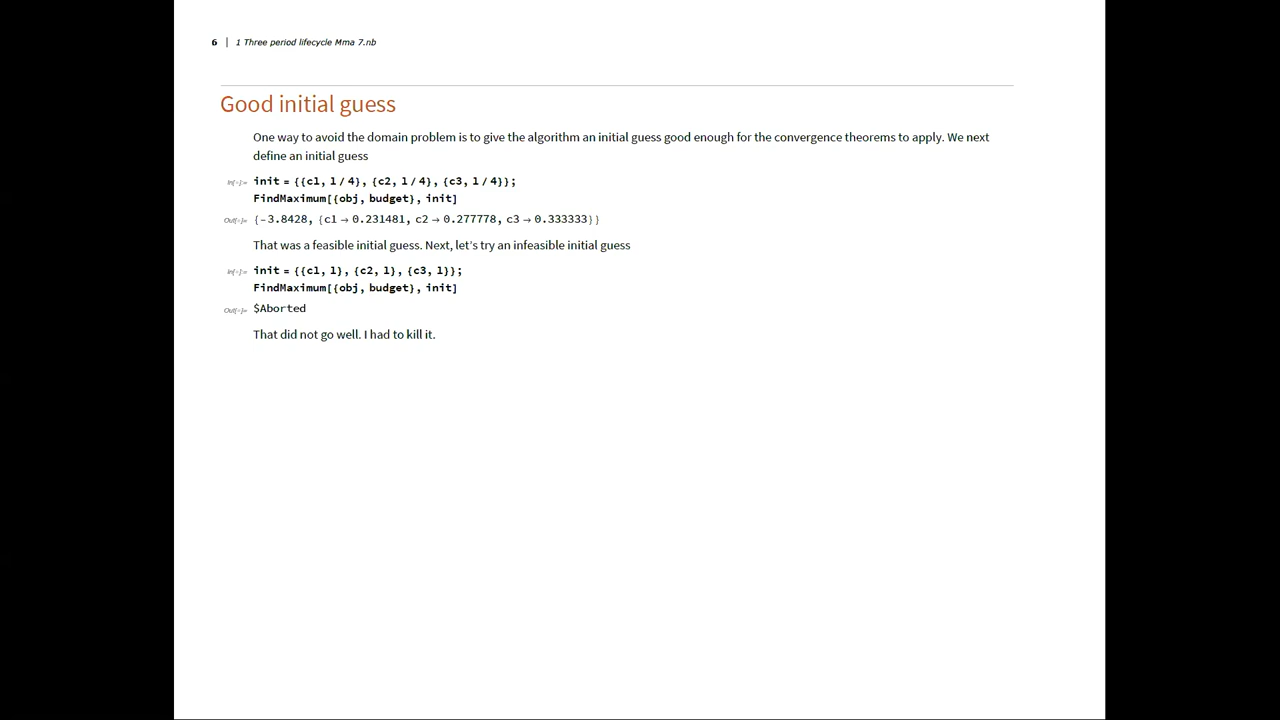 6 | 1 Three period lifecycle Mma 7.nb
Good initial guess
One way to avoid the domain problem is to give the algorithm an initial guess good enough for the convergence theorems to apply. We next
define an initial guess
In[◦]:= init = {{c1, 1 / 4}, {c2, 1 / 4}, {c3, 1 / 4}};
FindMaximum[{obj, budget}, init]
Out[◦]= {-3.8428, {c1 → 0.231481, c2 → 0.277778, c3 → 0.333333}}
That was a feasible initial guess. Next, let's try an infeasible initial guess
In[◦]:= init = {{c1, 1}, {c2, 1}, {c3, 1}};
FindMaximum[{obj, budget}, init]
Out[◦]= $Aborted
That did not go well. I had to kill it.